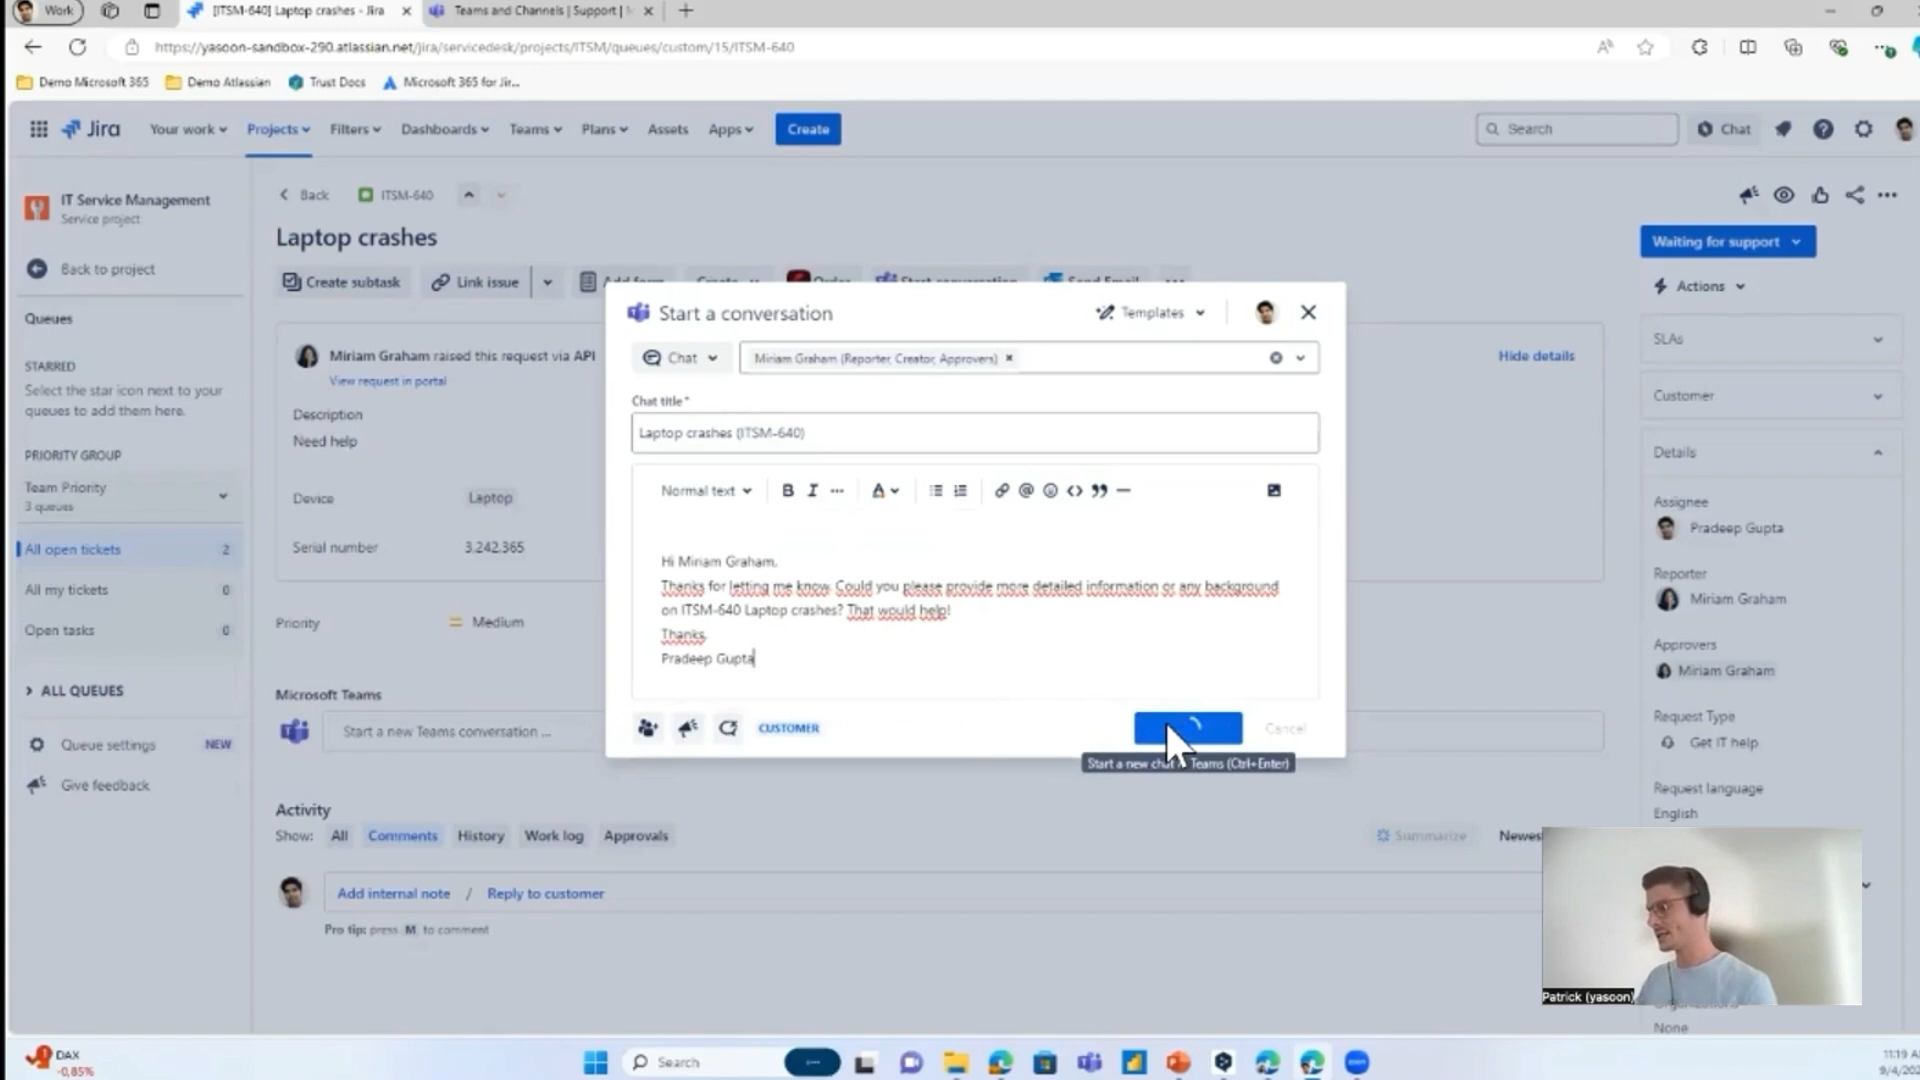 Work
[ITSM-640] Laptop crashes - Jira
Teams and Channels | Support |
https://yasoon-sandbox-290.atlassian.net/jira/servicedesk/projects/ITSM/queues/custom/15/ITSM-640
Demo Microsoft 365
Demo Atlassian
Trust Docs
Microsoft 365 for Jir...
Jira
Your work
Projects
Filters
Dashboards
Teams
Plans
Assets
Apps
Create
Search
Chat
IT Service Management
Service project
Back to project
Queues
STARRED
Select the star icon next to your
queues to add them here.
PRIORITY GROUP
Team Priority
3 queues
All open tickets 2
All my tickets 0
Open tasks 0
ALL QUEUES
Queue settings NEW
Give feedback
Back
ITSM-640
Laptop crashes
Create subtask
Link issue
Add form
Create
Order
Start conversation
Send Email
Miriam Graham raised this request via API
View request in portal
Hide details
Description
Need help
Device Laptop
Serial number 3.242.365
Priority Medium
Microsoft Teams
Start a new Teams conversation ...
Activity
Show: All Comments History Work log Approvals
Summarize
Newes
Add internal note / Reply to customer
Pro tip: press M to comment
Start a conversation
Templates
Chat
Miriam Graham (Reporter, Creator, Approvers)
Chat title*
Laptop crashes (ITSM-640)
Normal text
Hi Miriam Graham,
Thanks for letting me know. Could you please provide more detailed information or any background
on ITSM-640 Laptop crashes? That would help!
Thanks,
Pradeep Gupta
CUSTOMER
Cancel
Start a new chat Teams (Ctrl+Enter)
Waiting for support
Actions
SLAs
Customer
Details
Assignee
Pradeep Gupta
Reporter
Miriam Graham
Approvers
Miriam Graham
Request Type
Get IT help
Request language
English
Patrick (yasoon)
None
DAX
-0,85%
Search
11:19 A
9/4/202